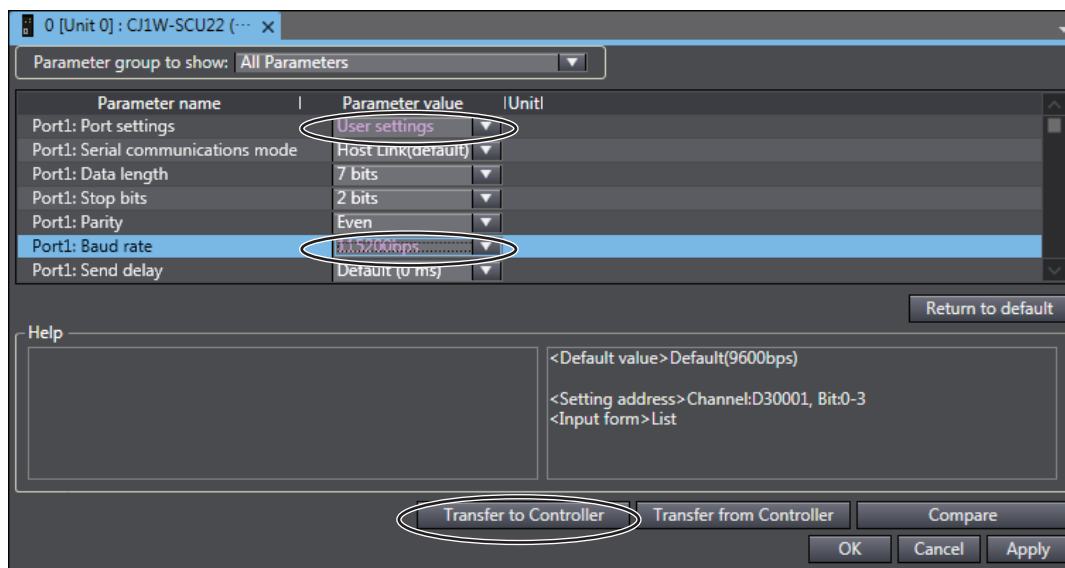 0 [Unit 0] : CJ1W-SCU22 (...
Parameter group to show: All Parameters
Parameter name Parameter value Unit
Port1: Port settings User settings
Port1: Serial communications mode Host Link(default)
Port1: Data length 7 bits
Port1: Stop bits 2 bits
Port1: Parity Even
Port1: Baud rate 115200bps
Port1: Send delay Default (0 ms)
Return to default
Help
<Default value>Default(9600bps)
<Setting address>Channel:D30001, Bit:0-3
<Input form>List
Transfer to Controller Transfer from Controller Compare
OK Cancel Apply